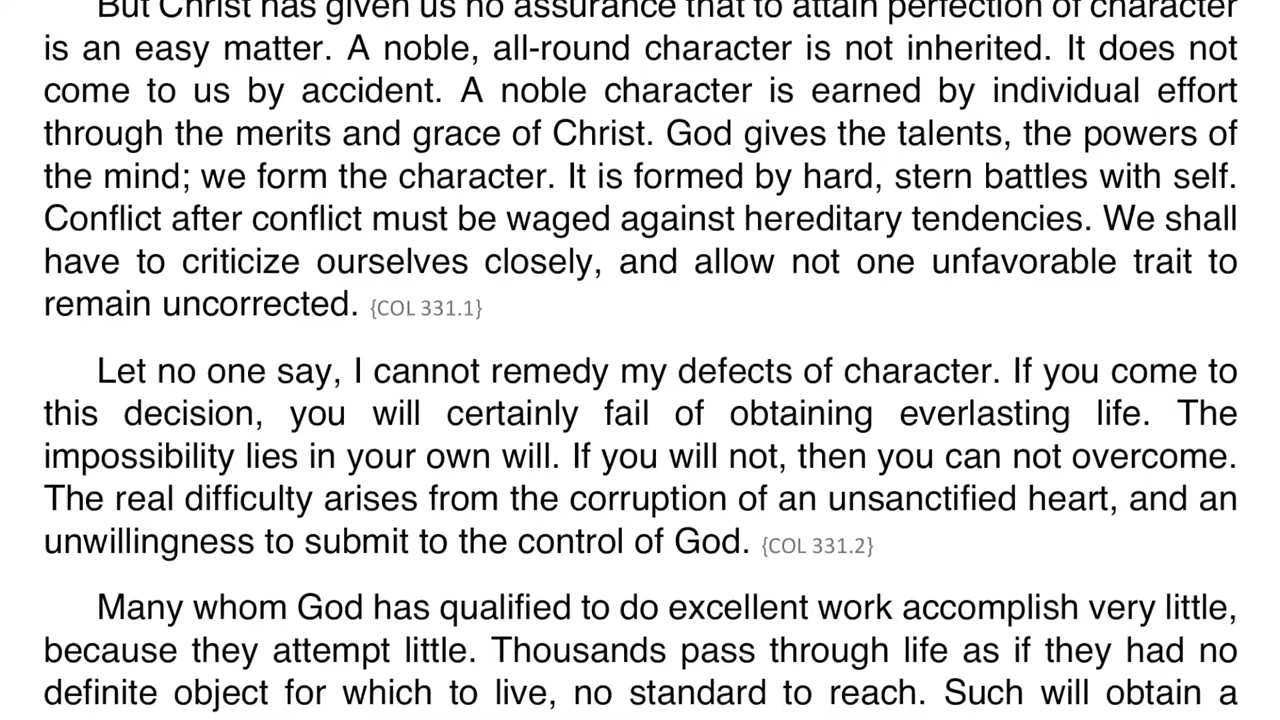 But Christ has given us no assurance that to attain perfection of character
is an easy matter. A noble, all-round character is not inherited. It does not
come to us by accident. A noble character is earned by individual effort
through the merits and grace of Christ. God gives the talents, the powers of
the mind; we form the character. It is formed by hard, stern battles with self.
Conflict after conflict must be waged against hereditary tendencies. We shall
have to criticize ourselves closely, and allow not one unfavorable trait to
remain uncorrected. {COL 331.1}
Let no one say, I cannot remedy my defects of character. If you come to
this decision, you will certainly fail of obtaining everlasting life. The
impossibility lies in your own will. If you will not, then you can not overcome.
The real difficulty arises from the corruption of an unsanctified heart, and an
unwillingness to submit to the control of God. {COL 331.2}
Many whom God has qualified to do excellent work accomplish very little,
because they attempt little. Thousands pass through life as if they had no
definite object for which to live, no standard to reach. Such will obtain a